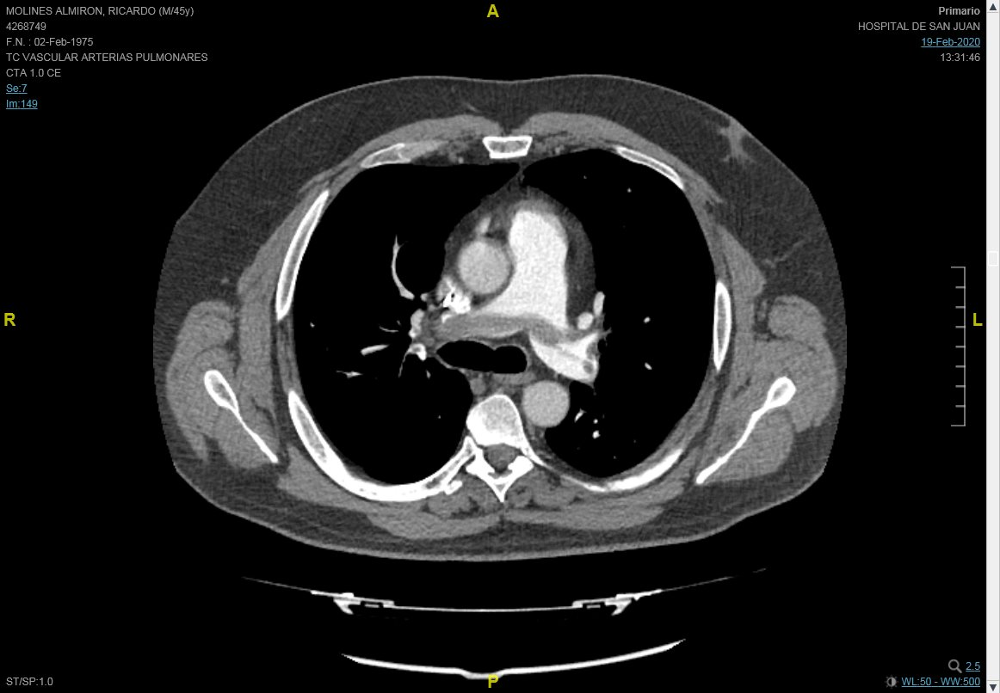 MOLINES ALMIRON, RICARDO (M/45y)
4268749
F.N. : 02-Feb-1975
TC VASCULAR ARTERIAS PULMONARES
CTA 1.0 CE
Se:7
Im:149
A
Primario
HOSPITAL DE SAN JUAN
19-Feb-2020
13:31:46
R
L
ST/SP:1.0
P
2.5
WL:50 - WW:500